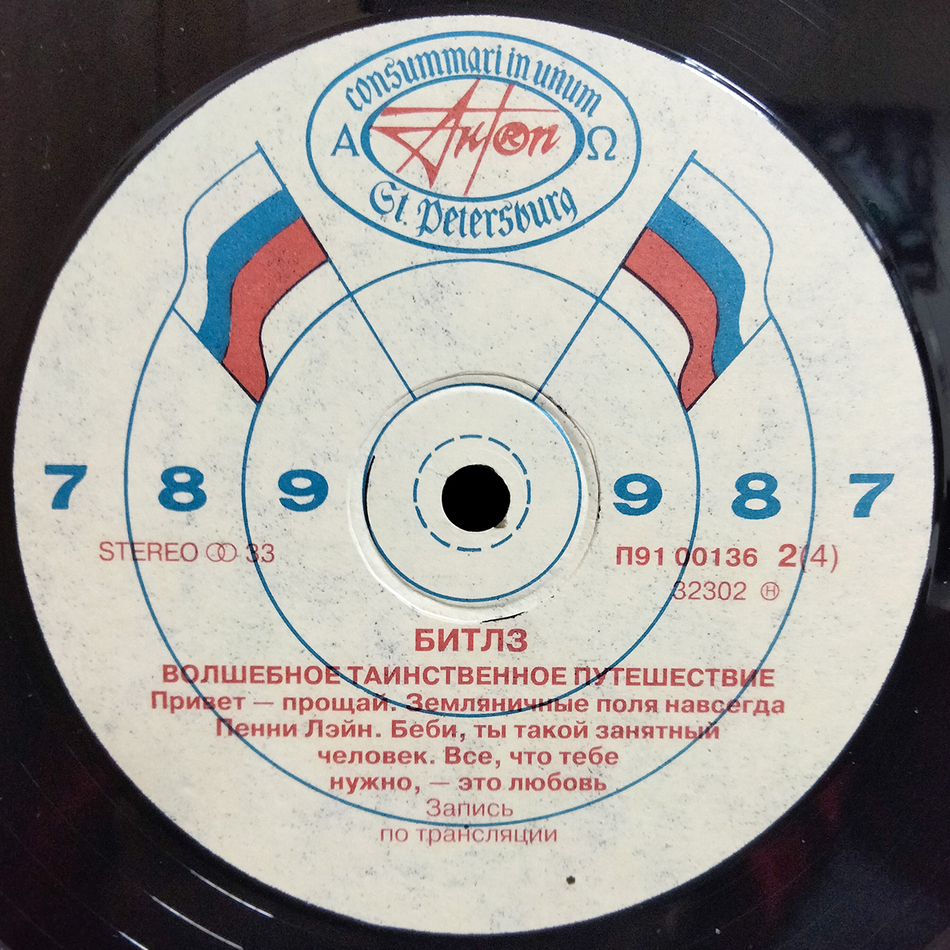 consummari in unum
Α Anton Ω
®
St. Petersburg
7 8 9 9 8 7
STEREO 33
П91 00136 2(4)
32302 Ⓗ
БИТЛЗ
ВОЛШЕБНОЕ ТАИНСТВЕННОЕ ПУТЕШЕСТВИЕ
Привет — прощай. Земляничные поля навсегда
Пенни Лэйн. Беби, ты такой занятный
человек. Все, что тебе
нужно, — это любовь
Запись
по трансляции